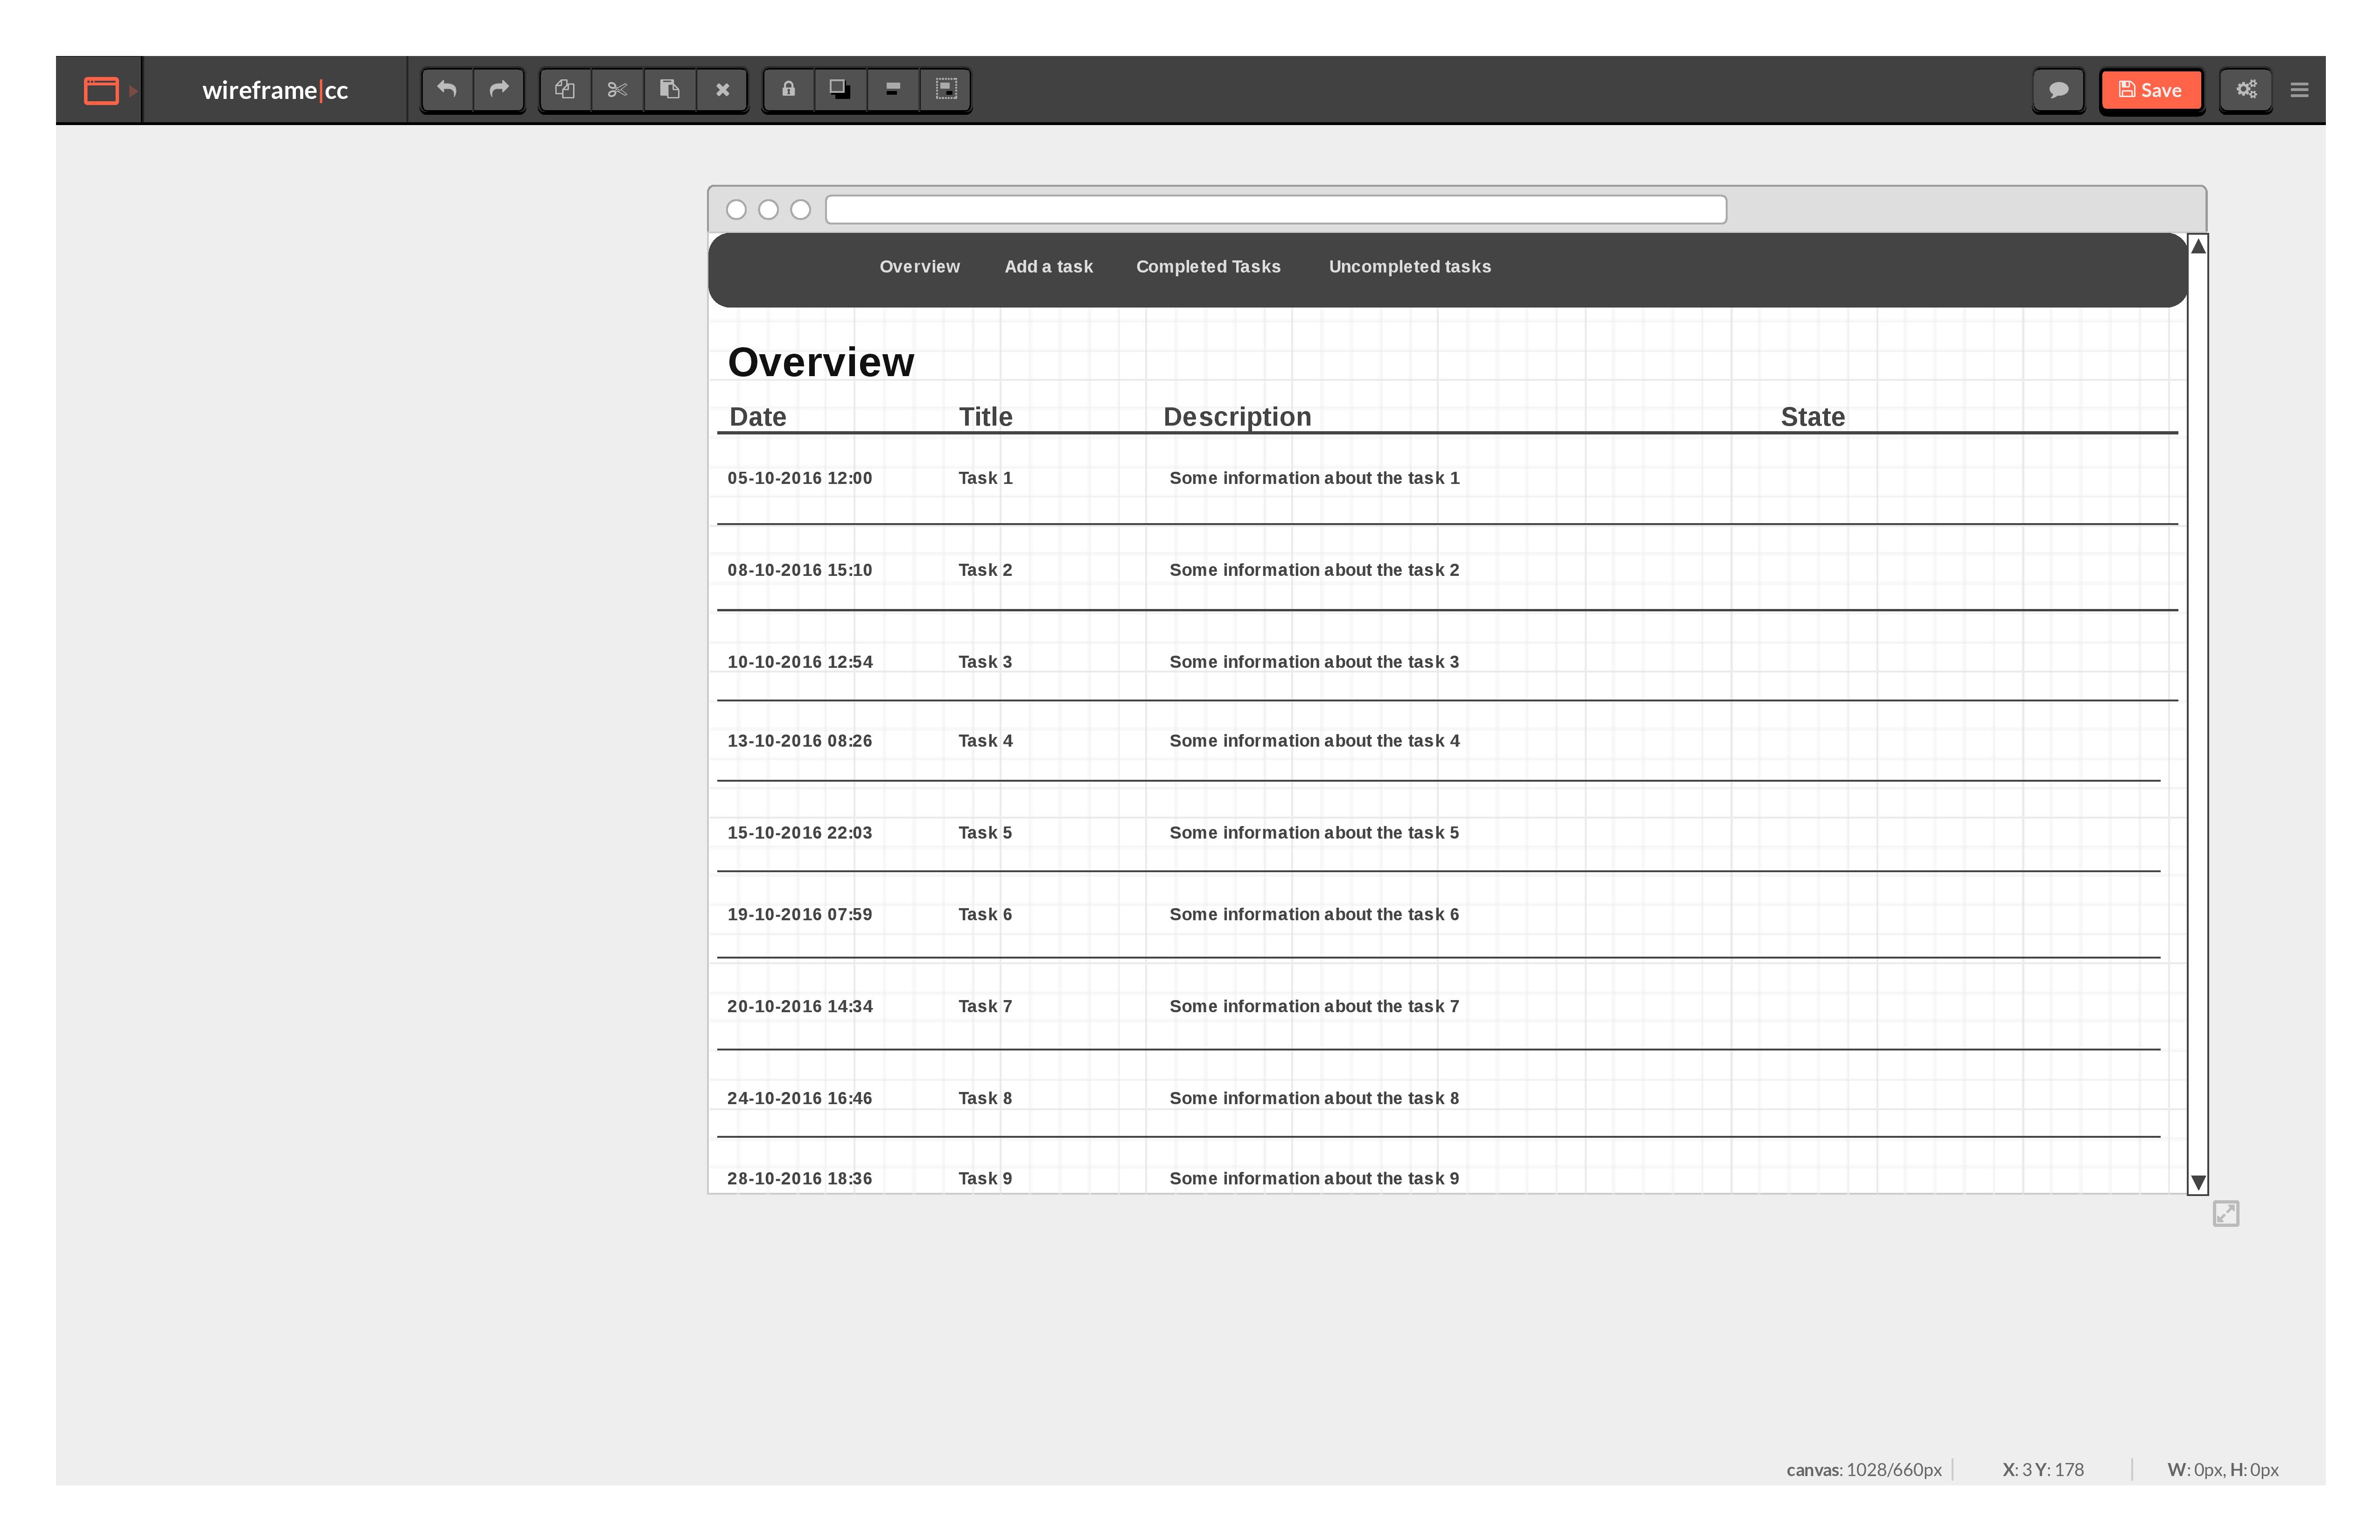 wireframe|cc
Save
Overview Add a task Completed Tasks Uncompleted tasks
Overview
Date Title Description State
05-10-2016 12:00 Task 1 Some information about the task 1
08-10-2016 15:10 Task 2 Some information about the task 2
10-10-2016 12:54 Task 3 Some information about the task 3
13-10-2016 08:26 Task 4 Some information about the task 4
15-10-2016 22:03 Task 5 Some information about the task 5
19-10-2016 07:59 Task 6 Some information about the task 6
20-10-2016 14:34 Task 7 Some information about the task 7
24-10-2016 16:46 Task 8 Some information about the task 8
28-10-2016 18:36 Task 9 Some information about the task 9
canvas: 1028/660px X: 3 Y: 178 W: 0px, H: 0px